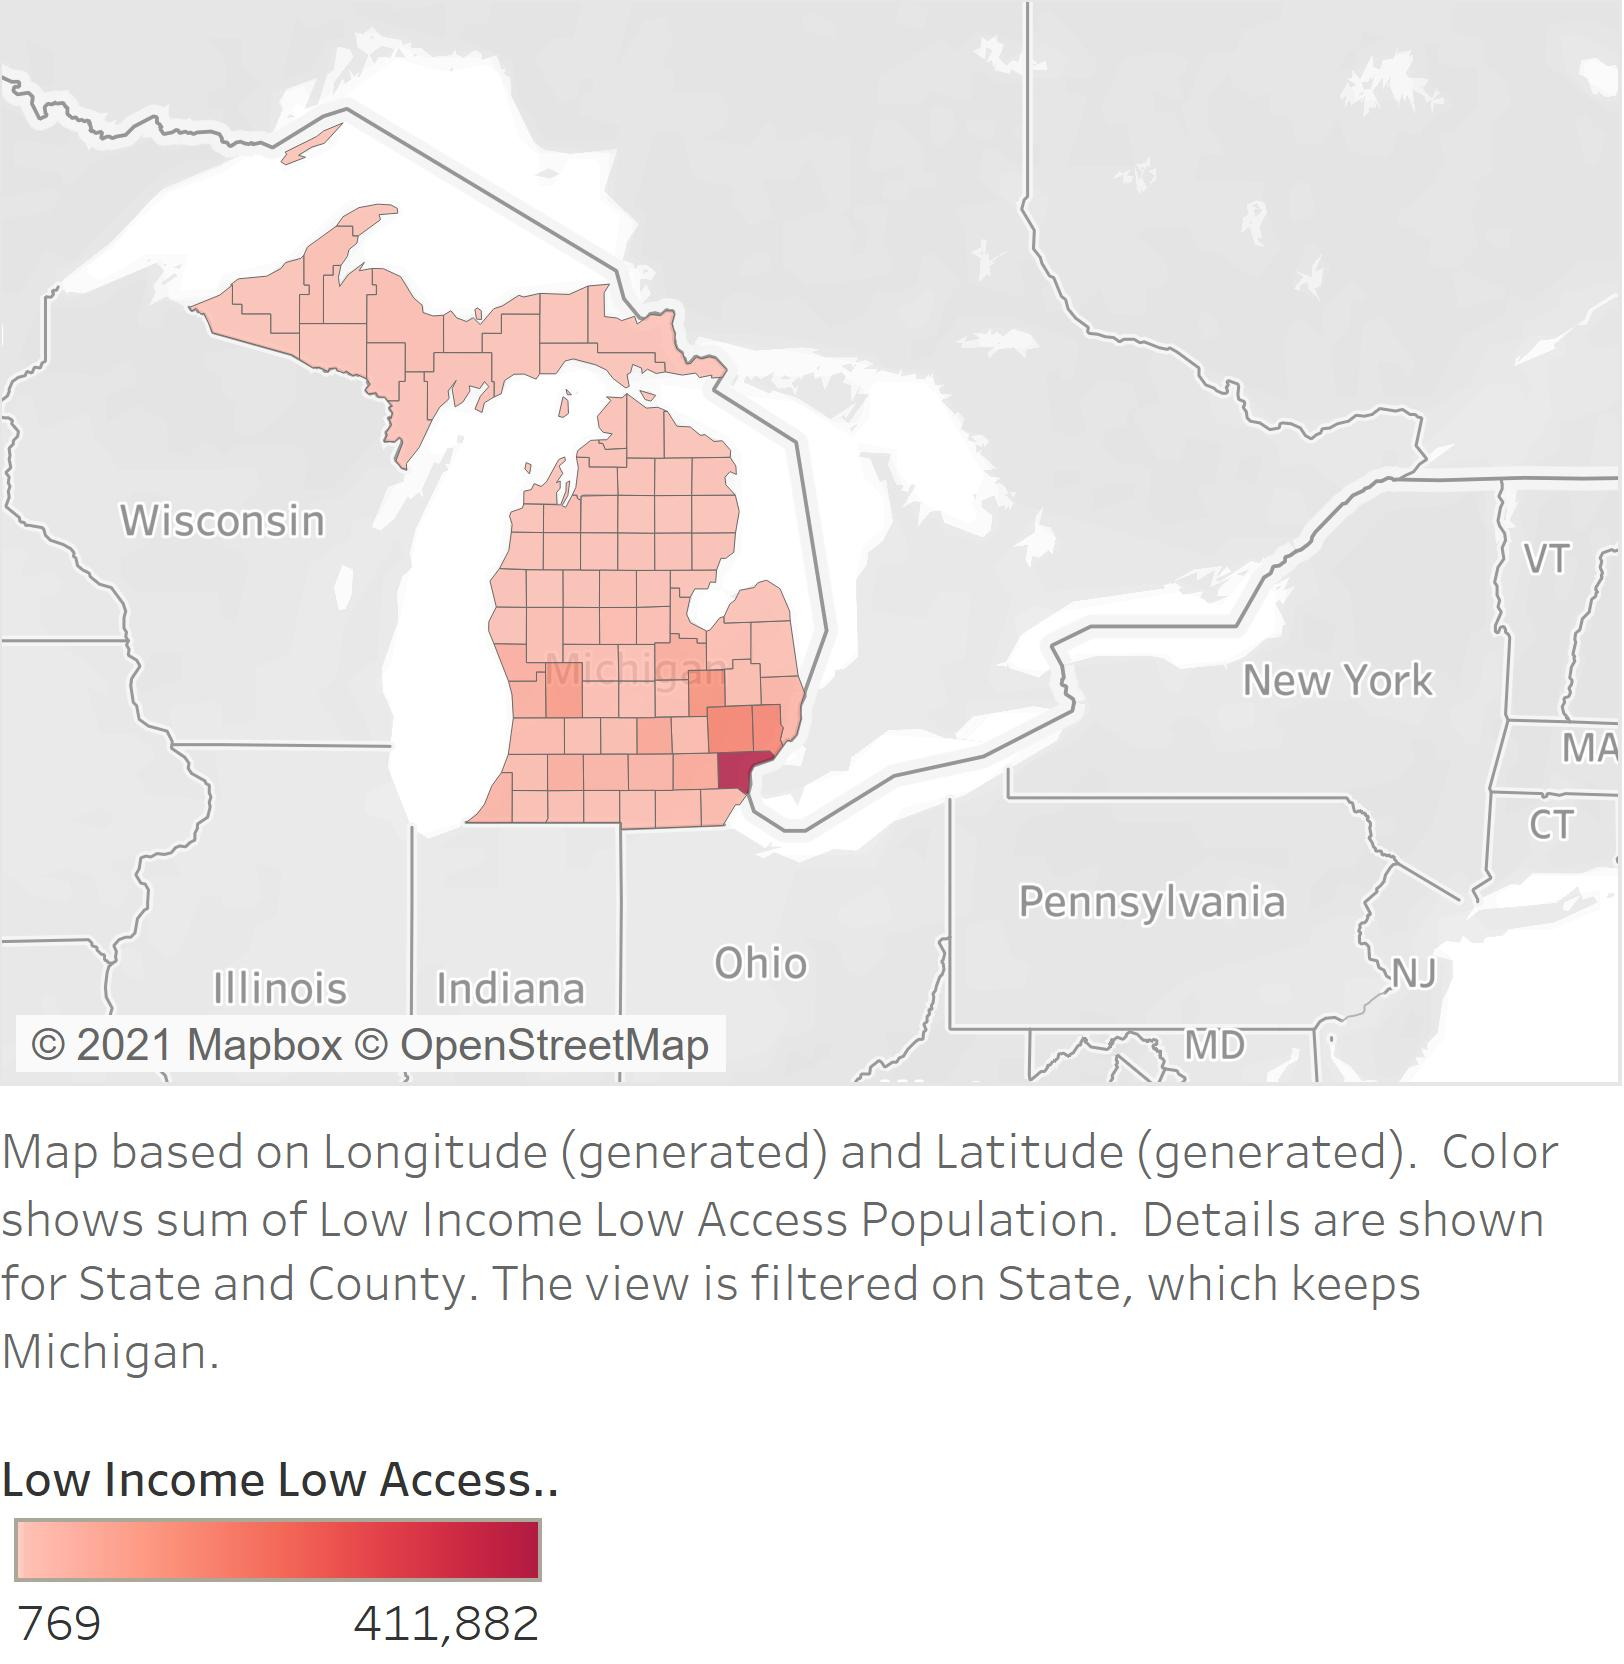 Wisconsin
Michigan
VT
New York
MA
CT
Pennsylvania
Ohio
NJ
Illinois
Indiana
MD
© 2021 Mapbox © OpenStreetMap
Map based on Longitude (generated) and Latitude (generated).  Color
shows sum of Low Income Low Access Population.  Details are shown
for State and County. The view is filtered on State, which keeps
Michigan.
Low Income Low Access..
769
411,882